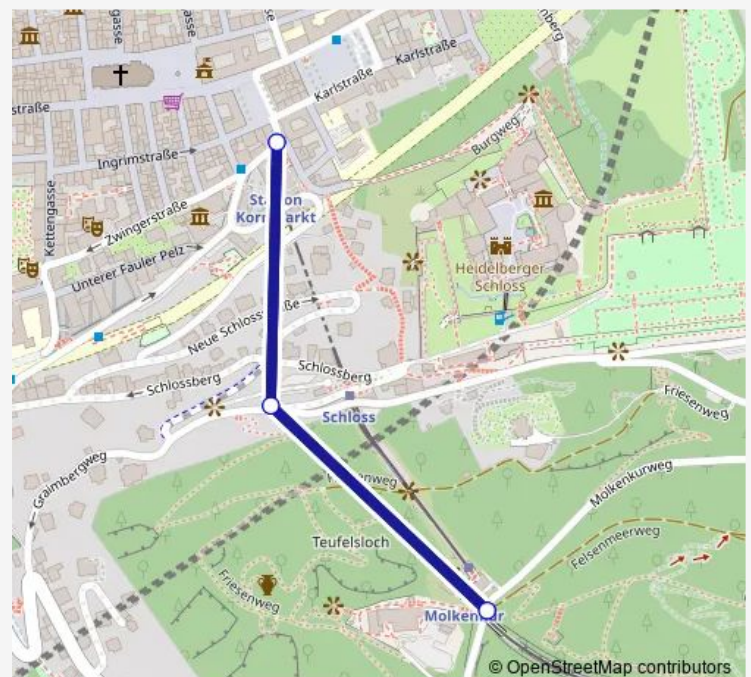 Karlstraße
Karlstraße
straße
Ingrimstraße
Burgweg
Kettengasse
Zwingerstraße
Station
Kornmarkt
Unterer Fauler Pelz
Heidelberger
Schloss
Neue Schlossstraße
Schlossberg
Schlossberg
Schloss
Friesenweg
Graimbergweg
Molkenkurweg
Teufelsloch
Felsenmeerweg
Friesenweg
Molkenkur
© OpenStreetMap contributors